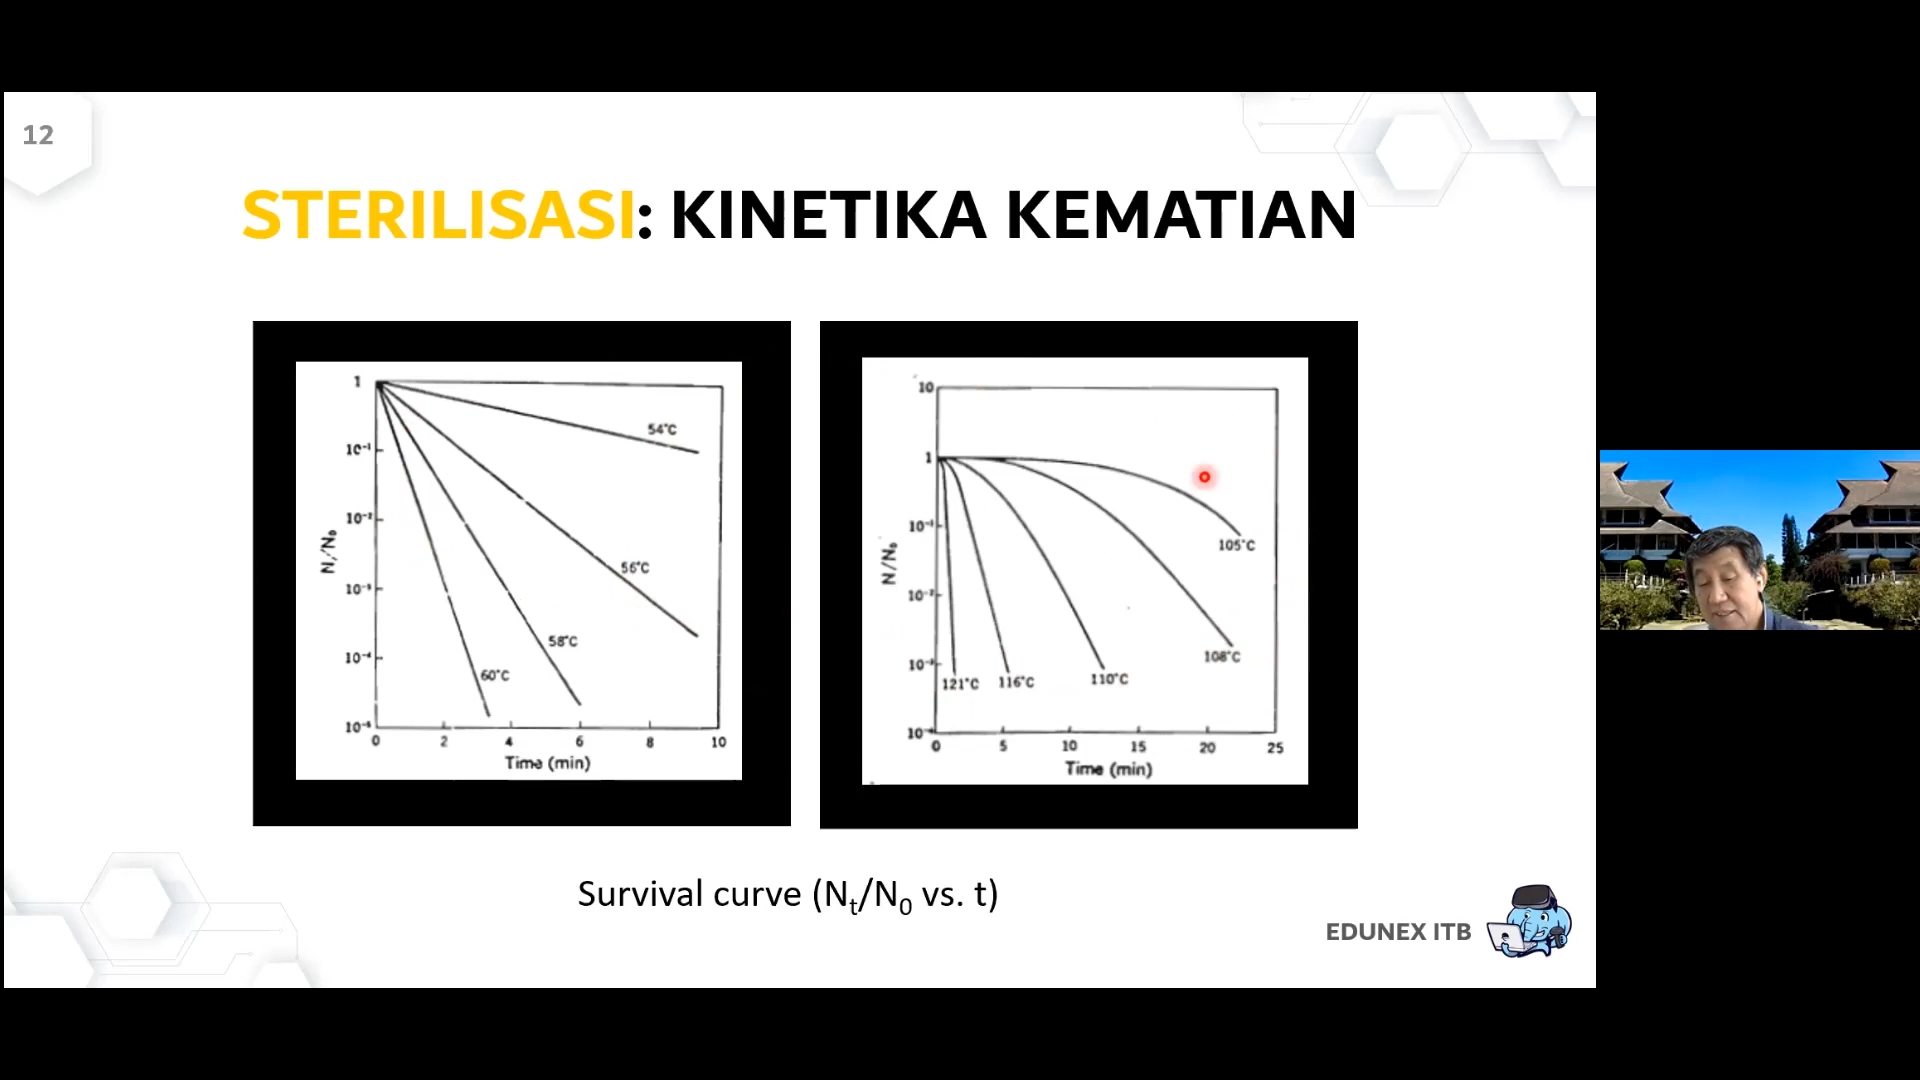 12
STERILISASI: KINETIKA KEMATIAN
1
10⁻¹
10⁻²
10⁻³
10⁻⁴
10⁻⁵
N/N₀
54°C
56°C
58°C
60°C
0 2 4 6 8 10
Time (min)
10
1
10⁻¹
10⁻²
10⁻³
N/N₀
105°C
108°C
121°C 116°C 110°C
0 5 10 15 20 25
Time (min)
Survival curve (Nₜ/N₀ vs. t)
EDUNEX ITB